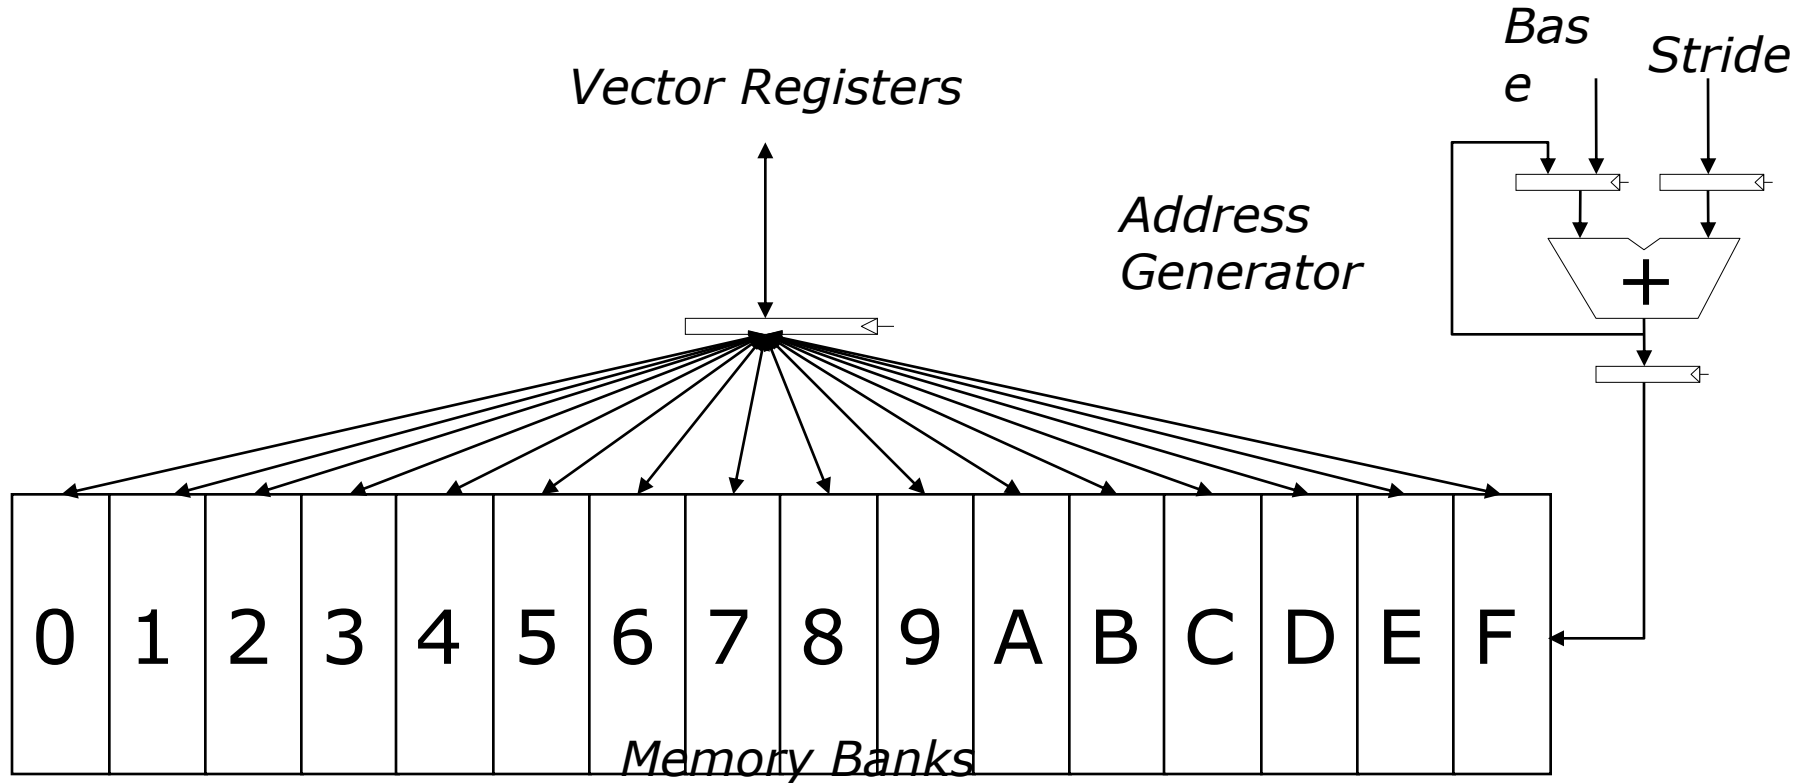 Bas
e
Stride
Vector Registers
Address
Generator
+
0 1 2 3 4 5 6 7 8 9 A B C D E F
Memory Banks